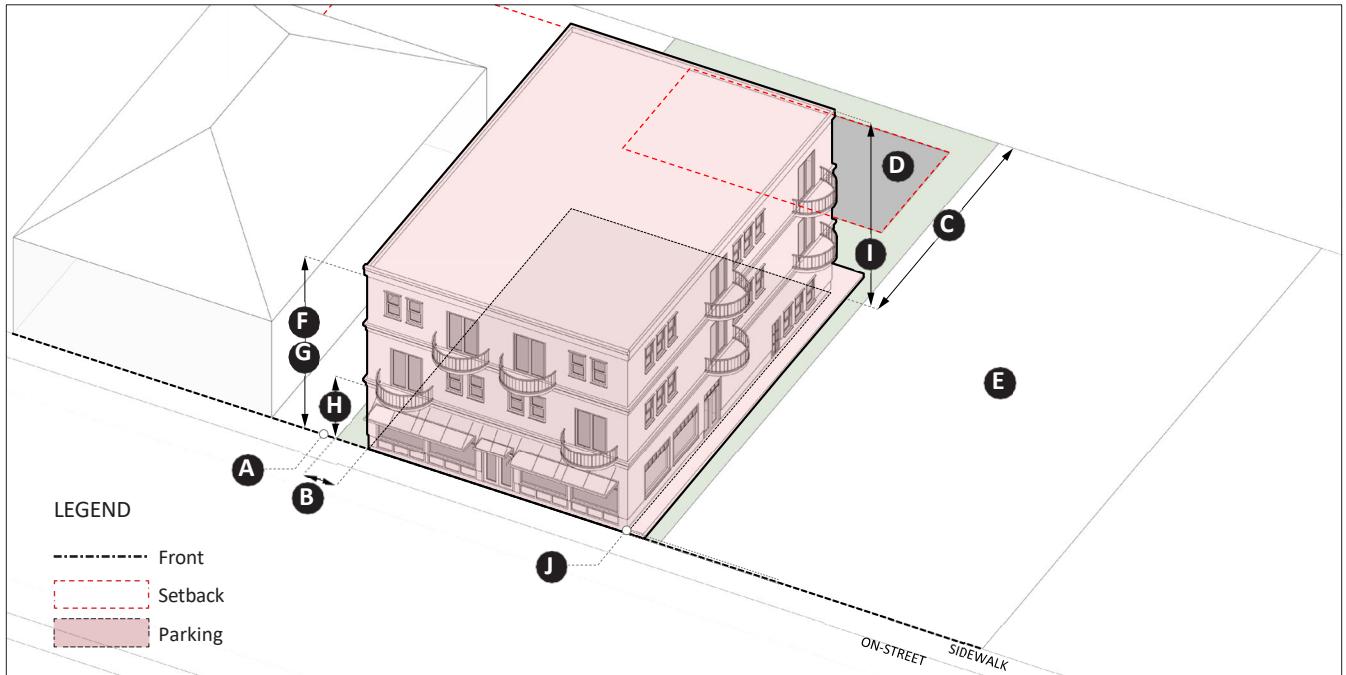 D
C
I
F
G
E
H
A
B
LEGEND
J
Front
Setback
Parking
ON-STREET
SIDEWALK